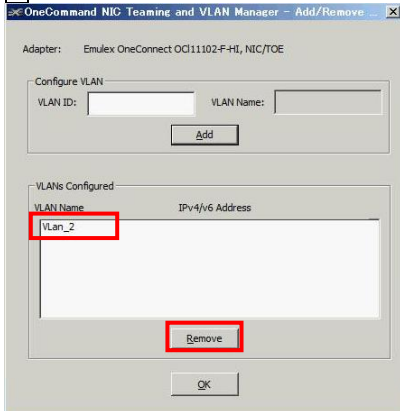 OneCommand NIC Teaming and VLAN Manager - Add/Remove ...
Adapter: Emulex OneConnect OCl11102-F-HI, NIC/TOE
Configure VLAN
VLAN ID: VLAN Name:
Add
VLANs Configured
VLAN Name IPv4/v6 Address
VLan_2
Remove
OK